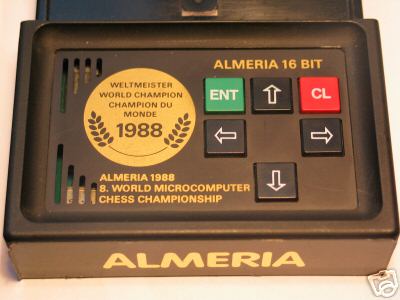 ALMERIA 16 BIT
WELTMEISTER
WORLD CHAMPION
CHAMPION DU
MONDE
1988
ENT
CL
ALMERIA 1988
8. WORLD MICROCOMPUTER
CHESS CHAMPIONSHIP
ALMERIA
ebY